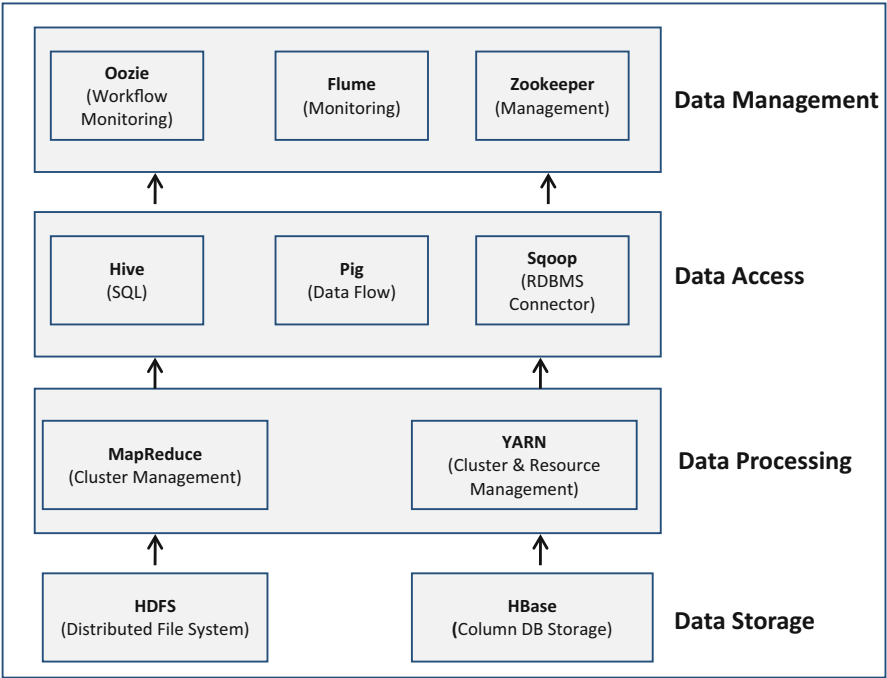 Oozie
(Workflow
Monitoring)
Flume
(Monitoring)
Zookeeper
(Management)
Data Management
Hive
(SQL)
Pig
(Data Flow)
Sqoop
(RDBMS
Connector)
Data Access
MapReduce
(Cluster Management)
YARN
(Cluster & Resource
Management)
Data Processing
HDFS
(Distributed File System)
HBase
(Column DB Storage)
Data Storage